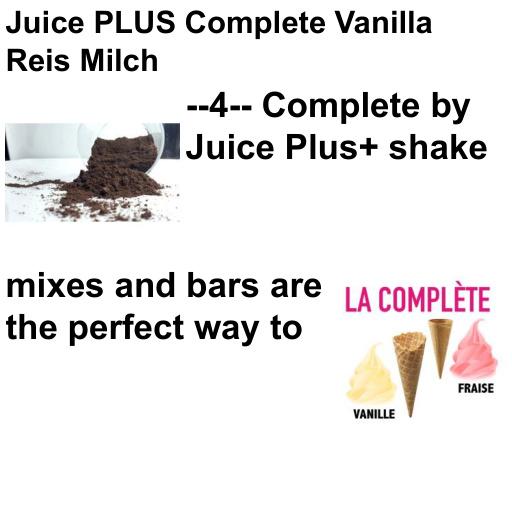 Juice PLUS Complete Vanilla
Reis Milch
--4-- Complete by
Juice Plus+ shake
mixes and bars are
the perfect way to
LA COMPLÈTE
FRAISE
VANILLE